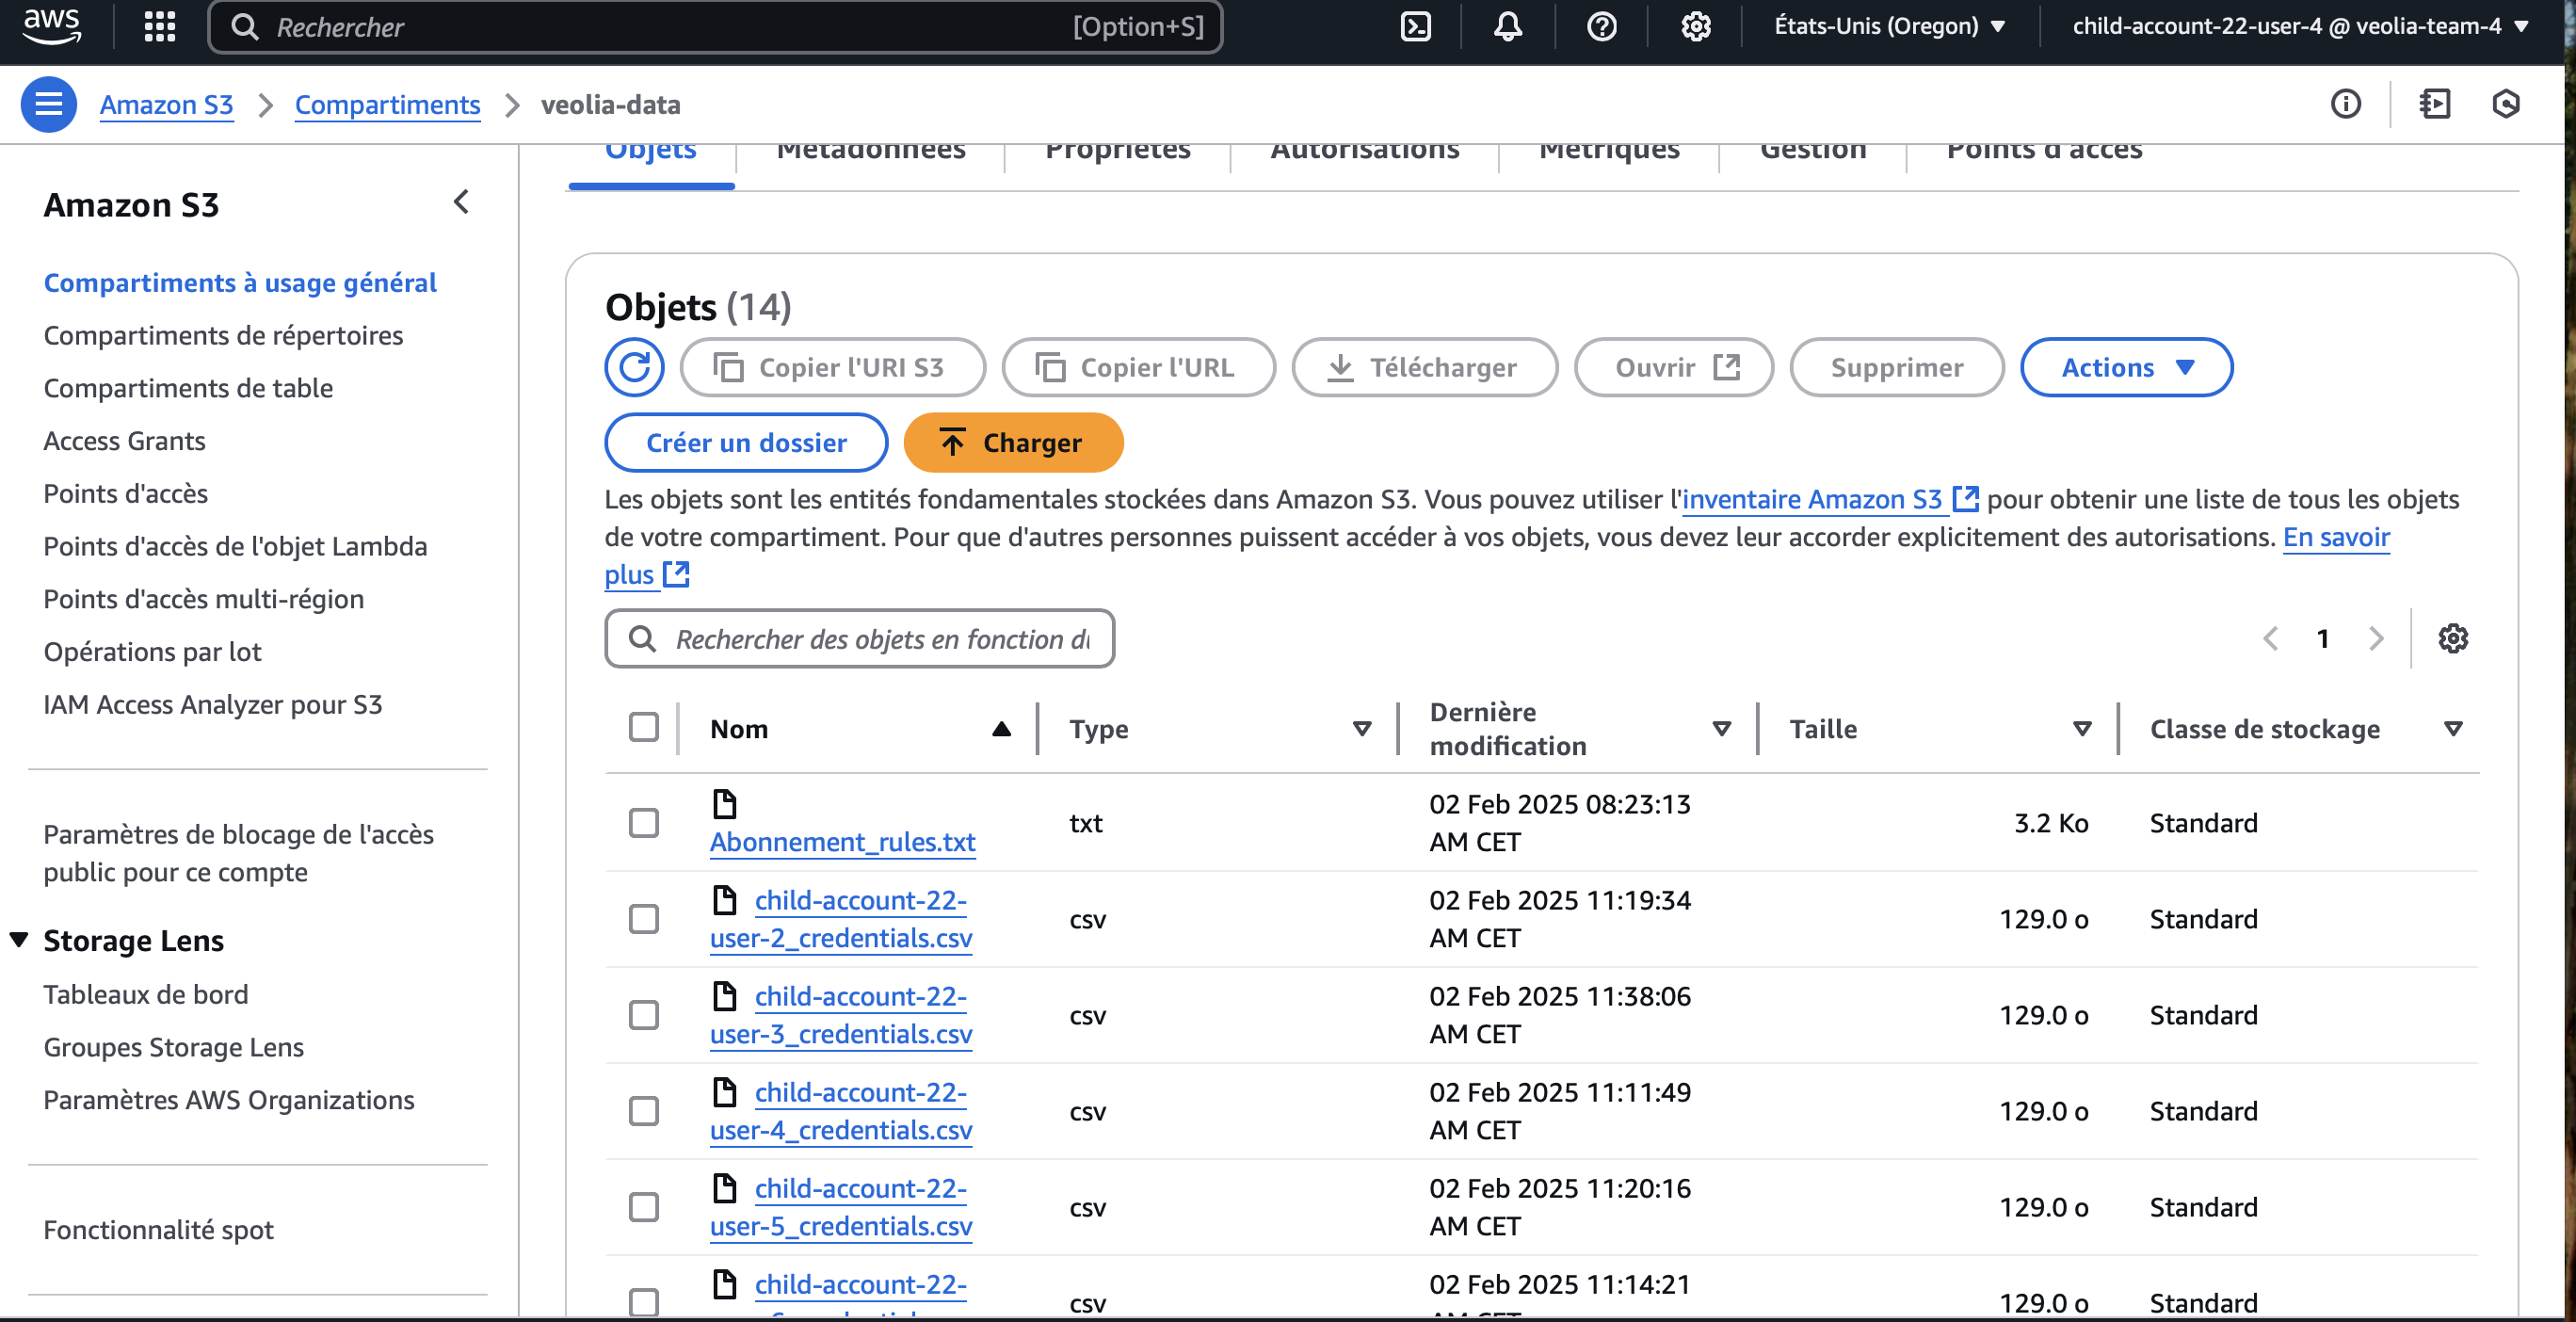 aws
Rechercher
[Option+S]
États-Unis (Oregon)
child-account-22-user-4 @ veolia-team-4
Amazon S3
Compartiments
veolia-data
Amazon S3
Compartiments à usage général
Compartiments de répertoires
Compartiments de table
Access Grants
Points d'accès
Points d'accès de l'objet Lambda
Points d'accès multi-région
Opérations par lot
IAM Access Analyzer pour S3
Paramètres de blocage de l'accès
public pour ce compte
Storage Lens
Tableaux de bord
Groupes Storage Lens
Paramètres AWS Organizations
Fonctionnalité spot
Objets
Métadonnées
Propriétés
Autorisations
Métriques
Gestion
Points d'accès
Objets (14)
Copier l'URI S3
Copier l'URL
Télécharger
Ouvrir
Supprimer
Actions
Créer un dossier
Charger
Les objets sont les entités fondamentales stockées dans Amazon S3. Vous pouvez utiliser l'inventaire Amazon S3 pour obtenir une liste de tous les objets
de votre compartiment. Pour que d'autres personnes puissent accéder à vos objets, vous devez leur accorder explicitement des autorisations. En savoir
plus
Rechercher des objets en fonction
1
Nom
Type
Dernière
modification
Taille
Classe de stockage
Abonnement_rules.txt
txt
02 Feb 2025 08:23:13
AM CET
3.2 Ko
Standard
child-account-22-
user-2_credentials.csv
csv
02 Feb 2025 11:19:34
AM CET
129.0 o
Standard
child-account-22-
user-3_credentials.csv
csv
02 Feb 2025 11:38:06
AM CET
129.0 o
Standard
child-account-22-
user-4_credentials.csv
csv
02 Feb 2025 11:11:49
AM CET
129.0 o
Standard
child-account-22-
user-5_credentials.csv
csv
02 Feb 2025 11:20:16
AM CET
129.0 o
Standard
child-account-22-
csv
02 Feb 2025 11:14:21
AM CET
129.0 o
Standard